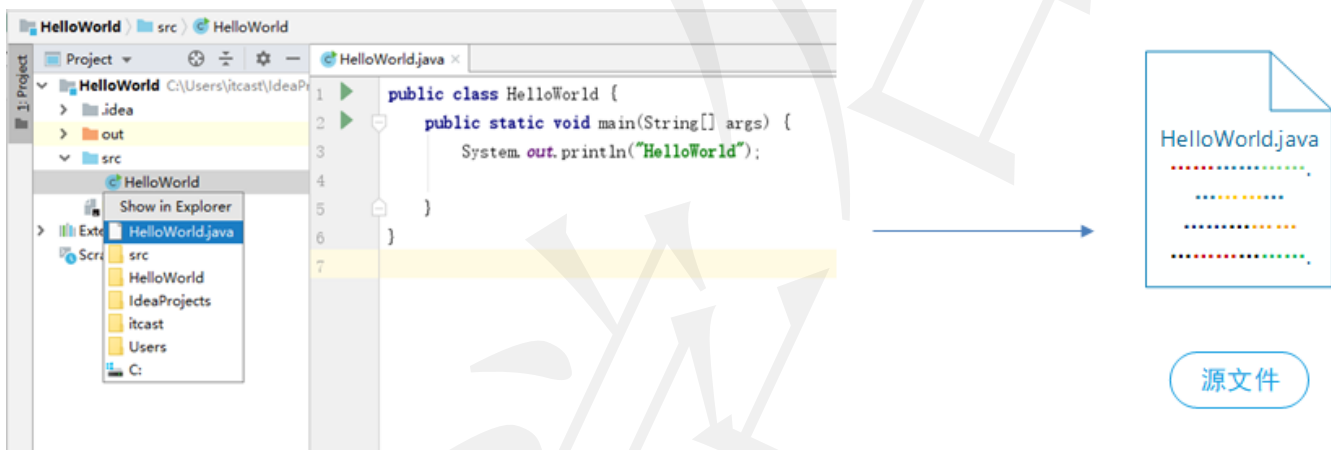 HelloWorld src HelloWorld
1: Project
Project
HelloWorld C:\Users\itcast\IdeaPr
.idea
out
src
HelloWorld
Show in Explorer
HelloWorld.java
src
HelloWorld
IdeaProjects
itcast
Users
C:
Exte
Scra
HelloWorld.java
1 public class HelloWorld {
2 public static void main(String[] args) {
3 System.out.println("HelloWorld");
4
5 }
6 }
7
HelloWorld.java
源文件